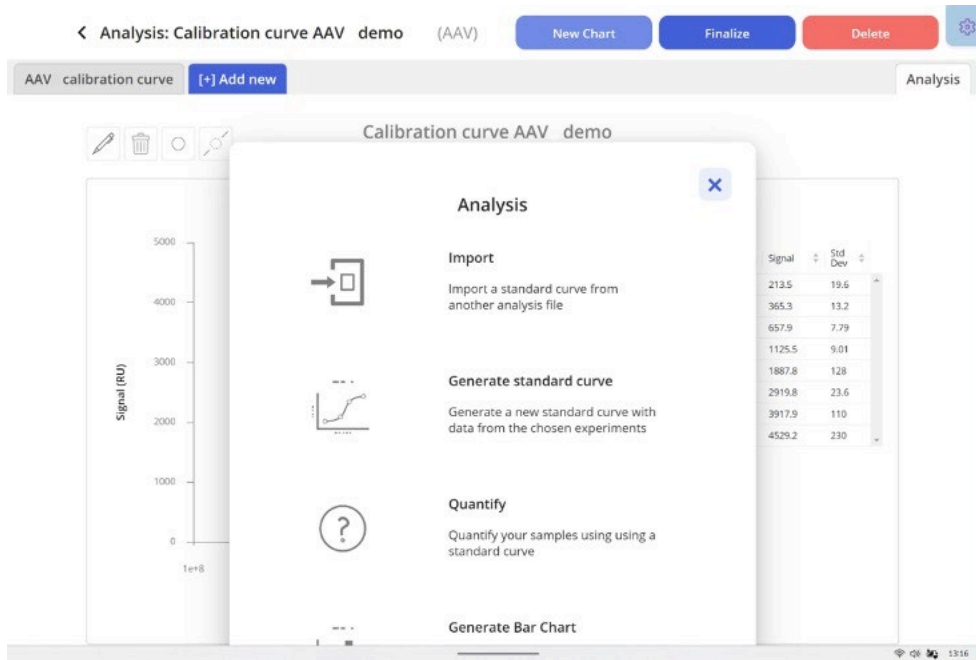 Analysis: Calibration curve AAV demo (AAV) New Chart Finalize Delete
AAV calibration curve [+] Add new Analysis
Calibration curve AAV demo
Analysis
Import
Import a standard curve from
another analysis file
Generate standard curve
Generate a new standard curve with
data from the chosen experiments
Quantify
Quantify your samples using using a
standard curve
Generate Bar Chart
Signal (RU)
5000
4000
3000
2000
1000
0
1e+8
Signal Std
Dev
213.5 19.6
365.3 13.2
657.9 7.79
1125.5 9.01
1887.8 128
2919.8 23.6
3917.9 110
4529.2 230
13:16